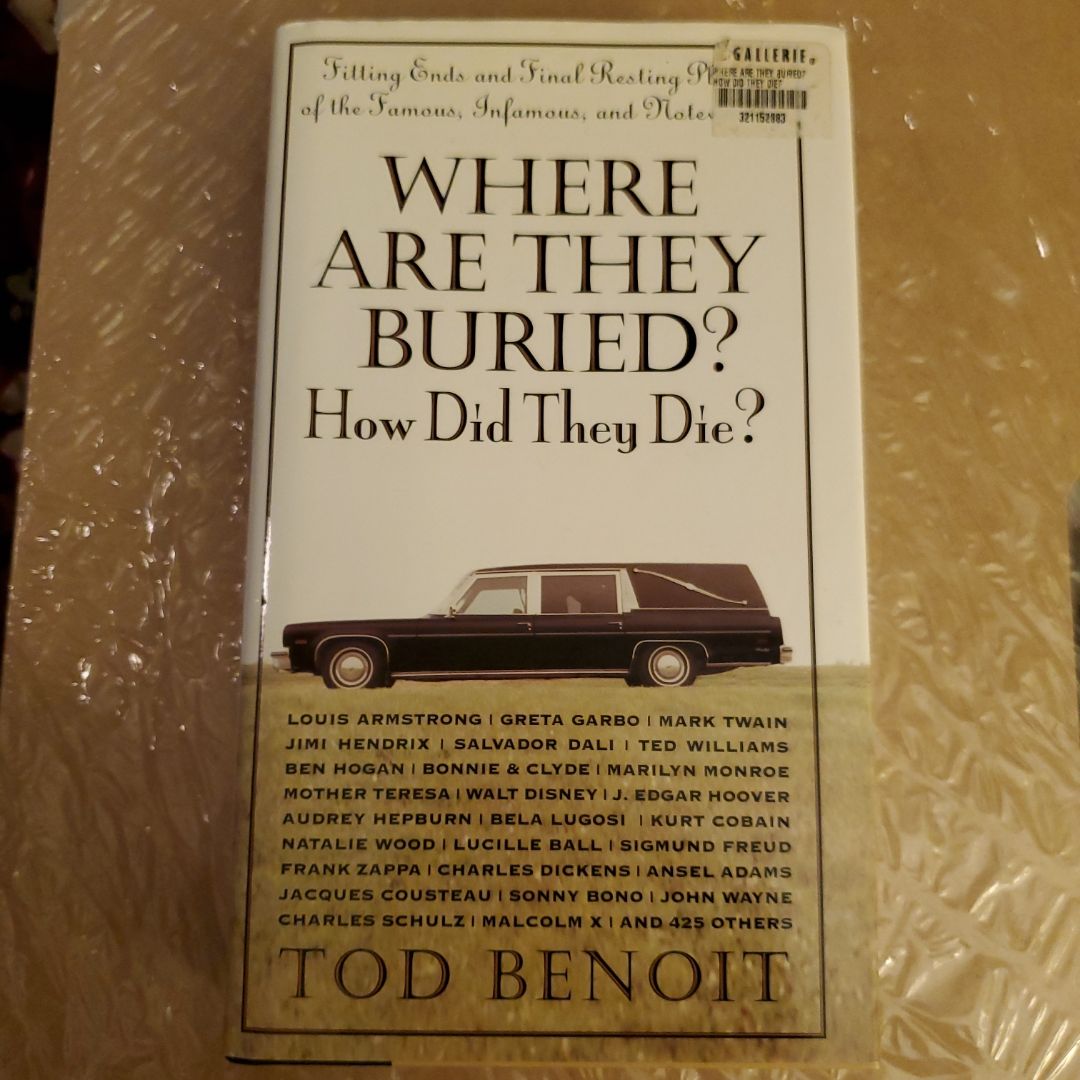 Fitting Ends and Final Resting
of the Famous, Infamous, and
GALLERIE.
WHERE ARE THEY BURIED?
HOW DID THEY DIE?
321152883
WHERE
ARE THEY
BURIED?
How Did They Die?
LOUIS ARMSTRONG | GRETA GARBO | MARK TWAIN
JIMI HENDRIX | SALVADOR DALI | TED WILLIAMS
BEN HOGAN | BONNIE & CLYDE | MARILYN MONROE
MOTHER TERESA | WALT DISNEY | J. EDGAR HOOVER
AUDREY HEPBURN | BELA LUGOSI | KURT COBAIN
NATALIE WOOD | LUCILLE BALL | SIGMUND FREUD
FRANK ZAPPA | CHARLES DICKENS | ANSEL ADAMS
JACQUES COUSTEAU | SONNY BONO | JOHN WAYNE
CHARLES SCHULZ | MALCOLM X | AND 425 OTHERS
TOD BENOIT